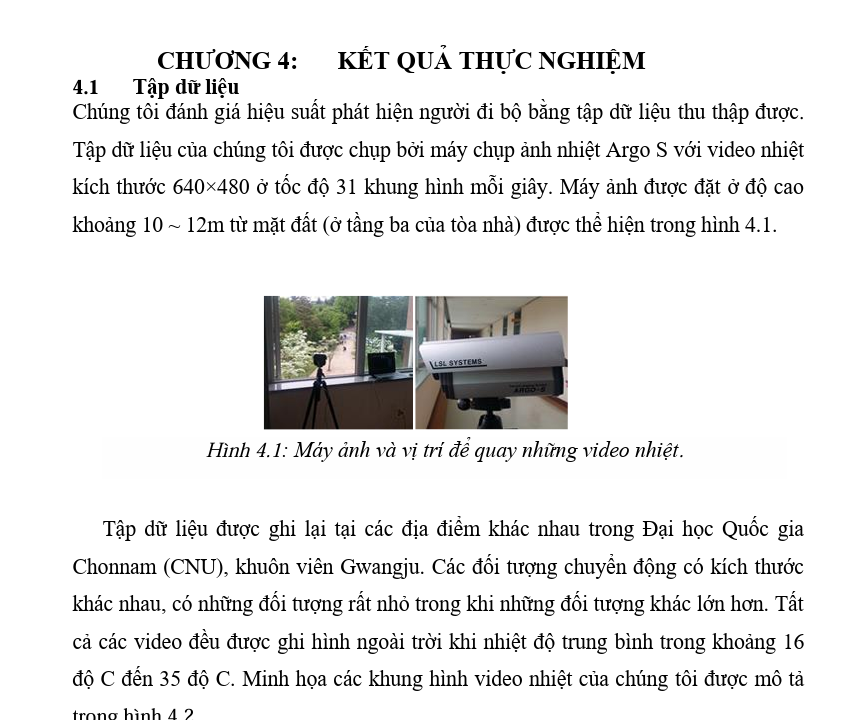 CHƯƠNG 4: KẾT QUẢ THỰC NGHIỆM
4.1 Tập dữ liệu
Chúng tôi đánh giá hiệu suất phát hiện người đi bộ bằng tập dữ liệu thu thập được.
Tập dữ liệu của chúng tôi được chụp bởi máy chụp ảnh nhiệt Argo S với video nhiệt
kích thước 640×480 ở tốc độ 31 khung hình mỗi giây. Máy ảnh được đặt ở độ cao
khoảng 10 ~ 12m từ mặt đất (ở tầng ba của tòa nhà) được thể hiện trong hình 4.1.
LSL SYSTEMS
ARGO-S
Hình 4.1: Máy ảnh và vị trí để quay những video nhiệt.
Tập dữ liệu được ghi lại tại các địa điểm khác nhau trong Đại học Quốc gia
Chonnam (CNU), khuôn viên Gwangju. Các đối tượng chuyển động có kích thước
khác nhau, có những đối tượng rất nhỏ trong khi những đối tượng khác lớn hơn. Tất
cả các video đều được ghi hình ngoài trời khi nhiệt độ trung bình trong khoảng 16
độ C đến 35 độ C. Minh họa các khung hình video nhiệt của chúng tôi được mô tả
trong hình 4.2